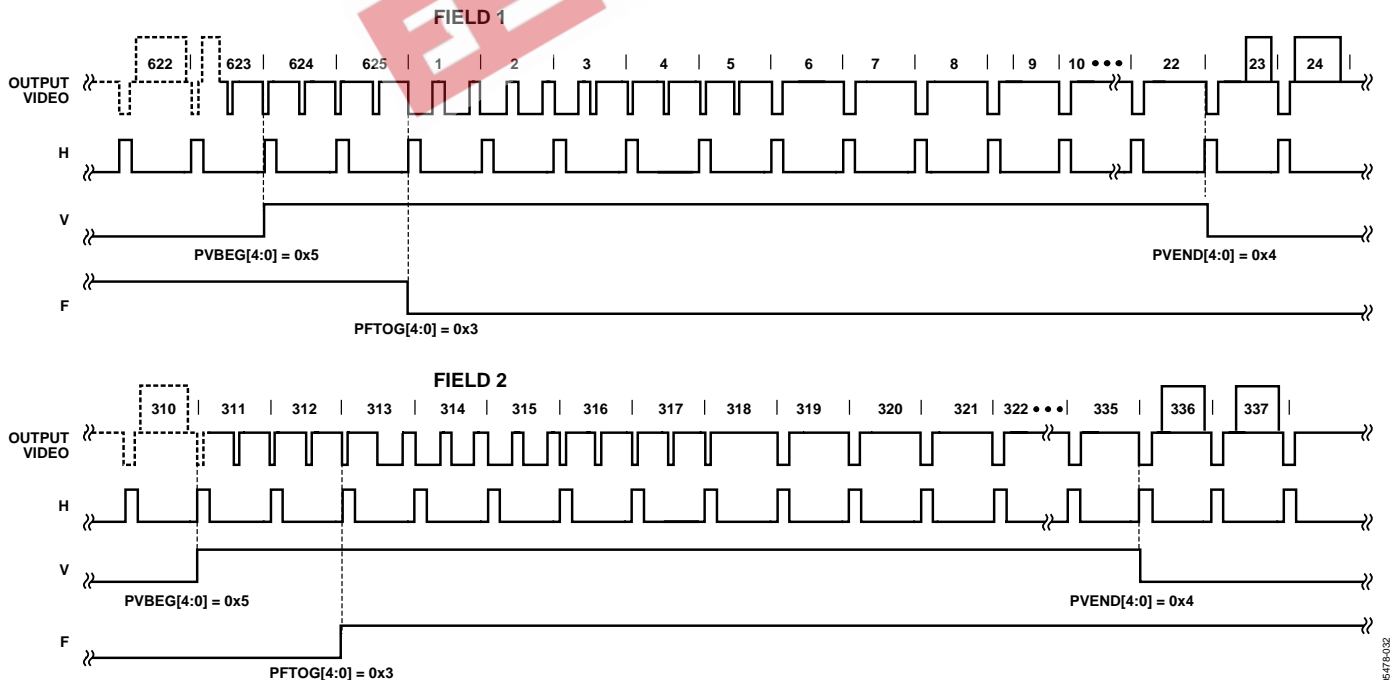 FIELD 1
622 | 623 | 624 | 625 | 1 | 2 | 3 | 4 | 5 | 6 | 7 | 8 | 9 | 10 ••• | 22 | 23 | 24 |
OUTPUT
VIDEO
H
V
PVBEG[4:0] = 0x5
PVEND[4:0] = 0x4
F
PFTOG[4:0] = 0x3
FIELD 2
310 | 311 | 312 | 313 | 314 | 315 | 316 | 317 | 318 | 319 | 320 | 321 | 322 ••• | 335 | 336 | 337 |
OUTPUT
VIDEO
H
V
PVBEG[4:0] = 0x5
PVEND[4:0] = 0x4
F
PFTOG[4:0] = 0x3
05478-032